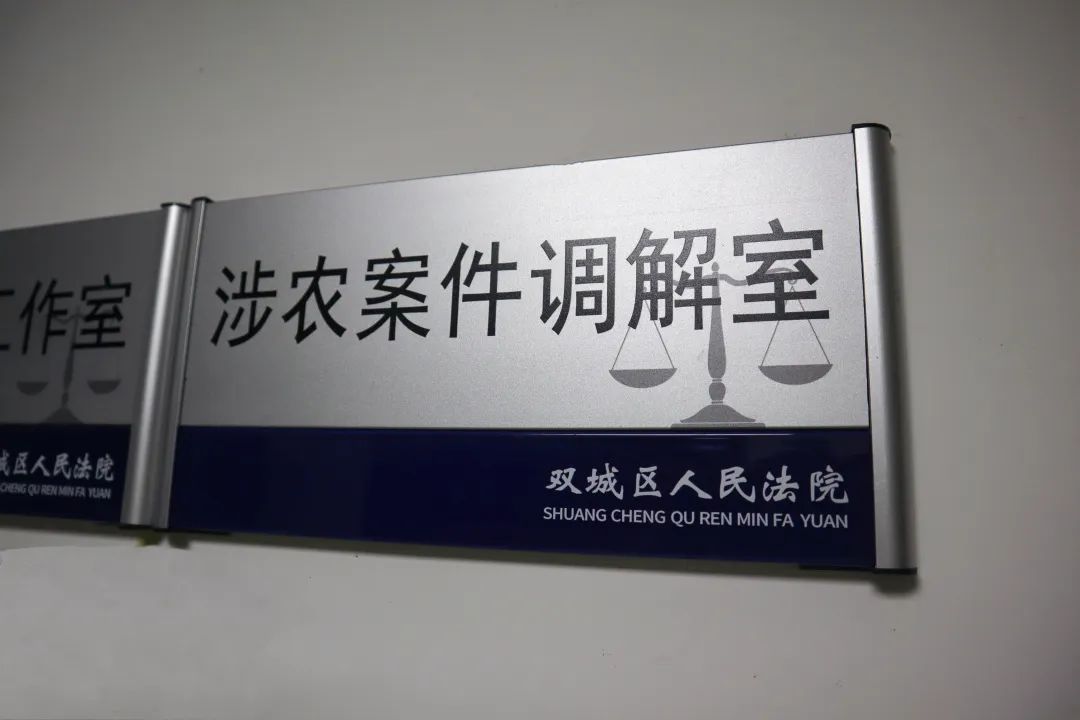 工作室
城区人民法院
CHENG QU REN MIN FA YUAN
涉农案件调解室
双城区人民法院
SHUANG CHENG QU REN MIN FA YUAN